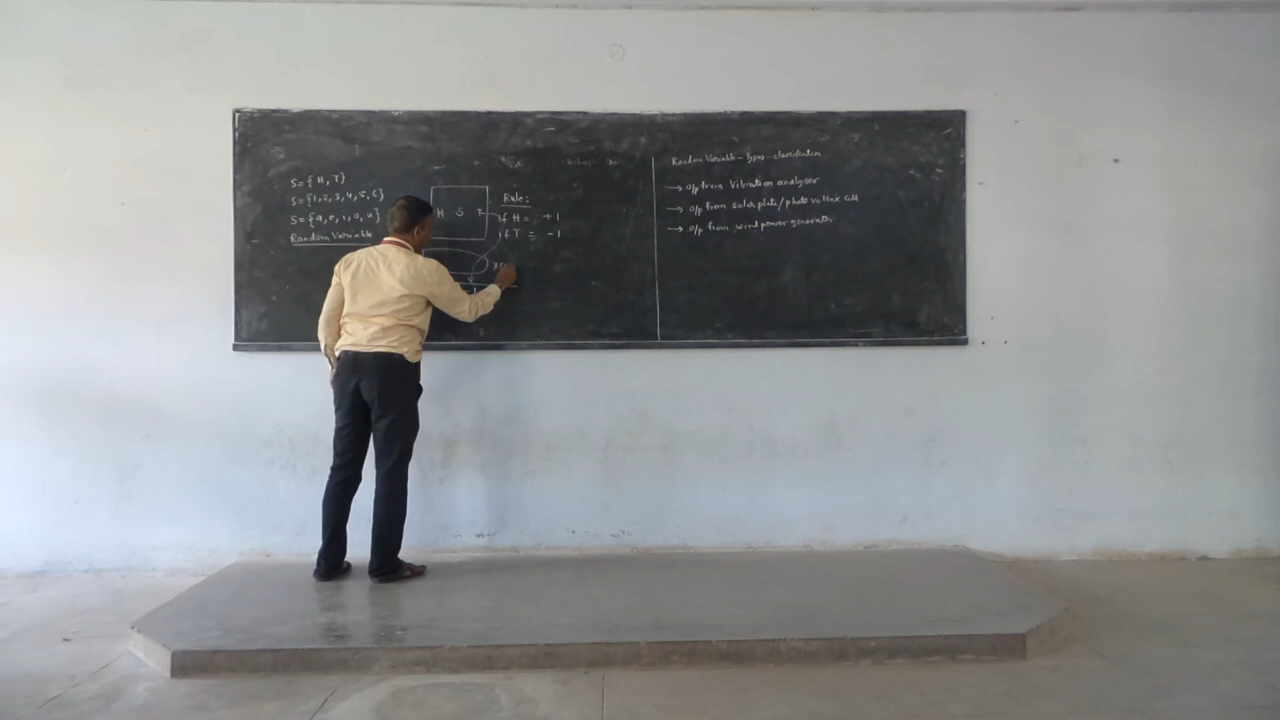 S={H,T}
S={1,2,3,4,5,6}
S={a,e,i,o,u}
Random Variable
H S T
Rule:
if H = +1
if T = -1
Random Variable - Types - classification
→ o/p from Vibration analyser
→ o/p from solar plate/photo voltaic cell
→ o/p from wind power generator